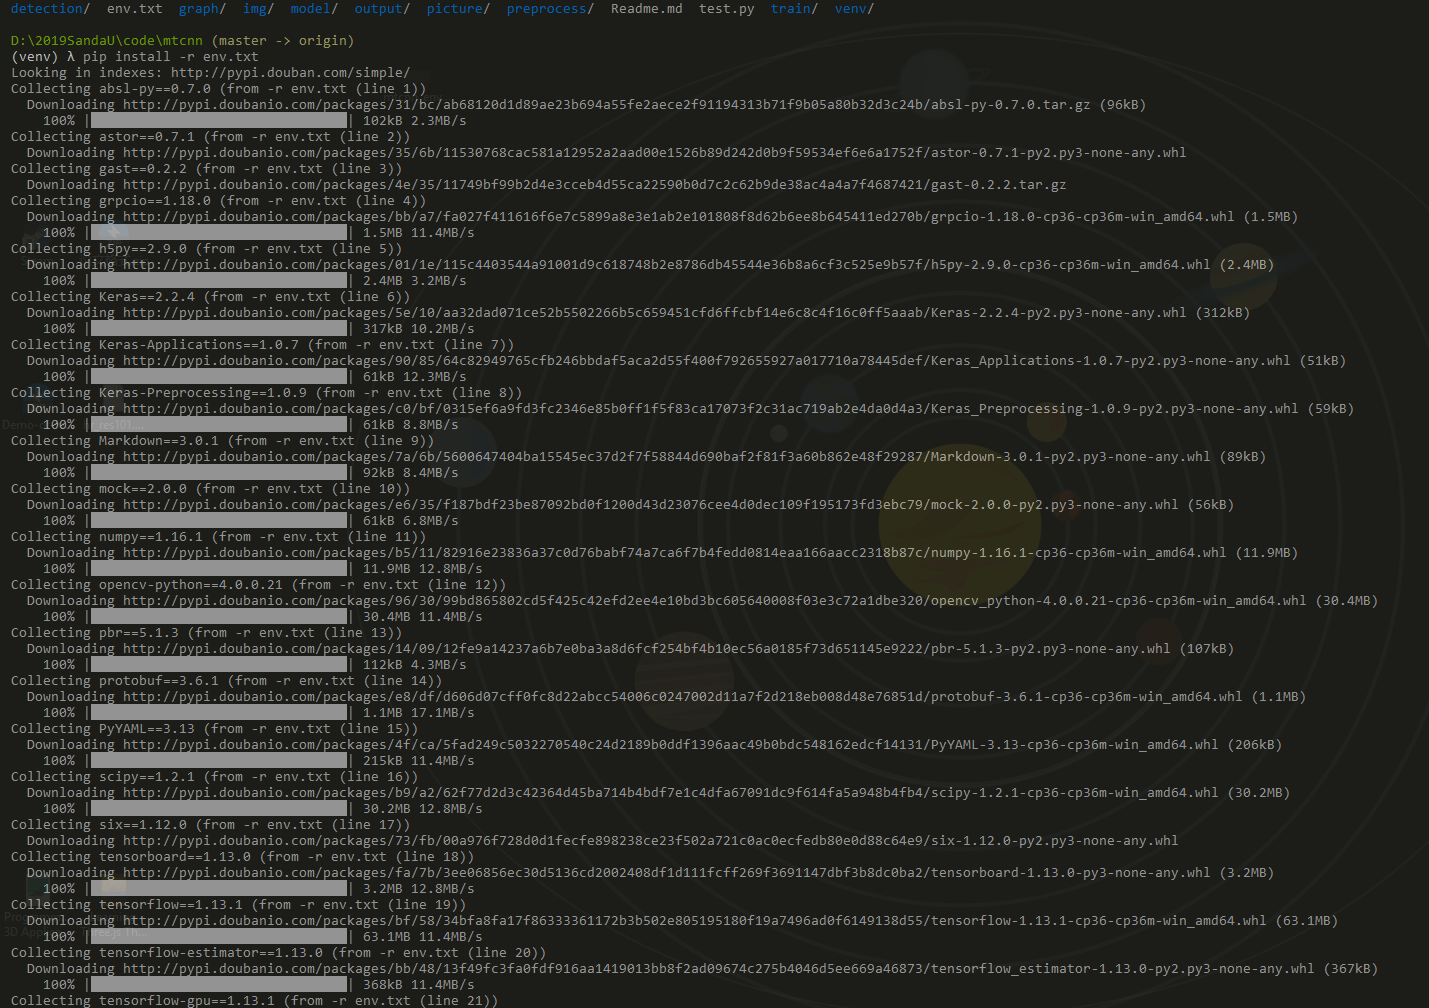 detection/  env.txt  graph/  img/  model/  output/  picture/  preprocess/  Readme.md  test.py  train/  venv/
D:\2019SandaU\code\mtcnn (master -> origin)
(venv) λ pip install -r env.txt
Looking in indexes: http://pypi.douban.com/simple/
Collecting absl-py==0.7.0 (from -r env.txt (line 1))
Downloading http://pypi.doubanio.com/packages/31/bc/ab68120d1d89ae23b694a55fe2aece2f91194313b71f9b05a80b32d3c24b/absl-py-0.7.0.tar.gz (96kB)
100% || 102kB 2.3MB/s
Collecting astor==0.7.1 (from -r env.txt (line 2))
Downloading http://pypi.doubanio.com/packages/35/6b/11530768cac581a12952a2aad00e1526b89d242d0b9f59534ef6e6a1752f/astor-0.7.1-py2.py3-none-any.whl
Collecting gast==0.2.2 (from -r env.txt (line 3))
Downloading http://pypi.doubanio.com/packages/4e/35/11749bf99b2d4e3cceb4d55ca22590b0d7c2c62b9de38ac4a4a7f4687421/gast-0.2.2.tar.gz
Collecting grpcio==1.18.0 (from -r env.txt (line 4))
Downloading http://pypi.doubanio.com/packages/bb/a7/fa027f411616f6e7c5899a8e3e1ab2e101808f8d62b6ee8b645411ed270b/grpcio-1.18.0-cp36-cp36m-win_amd64.whl (1.5MB)
100% || 1.5MB 11.4MB/s
Collecting h5py==2.9.0 (from -r env.txt (line 5))
Downloading http://pypi.doubanio.com/packages/01/1e/115c4403544a91001d9c618748b2e8786db45544e36b8a6cf3c525e9b57f/h5py-2.9.0-cp36-cp36m-win_amd64.whl (2.4MB)
100% || 2.4MB 3.2MB/s
Collecting Keras==2.2.4 (from -r env.txt (line 6))
Downloading http://pypi.doubanio.com/packages/5e/10/aa32dad071ce52b5502266b5c659451cfd6ffcbf14e6c8c4f16c0ff5aaab/Keras-2.2.4-py2.py3-none-any.whl (312kB)
100% || 317kB 10.2MB/s
Collecting Keras-Applications==1.0.7 (from -r env.txt (line 7))
Downloading http://pypi.doubanio.com/packages/90/85/64c82949765cfb246bbdaf5aca2d55f400f792655927a017710a78445def/Keras_Applications-1.0.7-py2.py3-none-any.whl (51kB)
100% || 61kB 12.3MB/s
Collecting Keras-Preprocessing==1.0.9 (from -r env.txt (line 8))
Downloading http://pypi.doubanio.com/packages/c0/bf/0315ef6a9fd3fc2346e85b0ff1f5f83ca17073f2c31ac719ab2e4da0d4a3/Keras_Preprocessing-1.0.9-py2.py3-none-any.whl (59kB)
100% || 61kB 8.8MB/s
Collecting Markdown==3.0.1 (from -r env.txt (line 9))
Downloading http://pypi.doubanio.com/packages/7a/6b/5600647404ba15545ec37d2f7f58844d690baf2f81f3a60b862e48f29287/Markdown-3.0.1-py2.py3-none-any.whl (89kB)
100% || 92kB 8.4MB/s
Collecting mock==2.0.0 (from -r env.txt (line 10))
Downloading http://pypi.doubanio.com/packages/e6/35/f187bdf23be87092bd0f1200d43d23076cee4d0dec109f195173fd3ebc79/mock-2.0.0-py2.py3-none-any.whl (56kB)
100% || 61kB 6.8MB/s
Collecting numpy==1.16.1 (from -r env.txt (line 11))
Downloading http://pypi.doubanio.com/packages/b5/11/82916e23836a37c0d76babf74a7ca6f7b4fedd0814eaa166aacc2318b87c/numpy-1.16.1-cp36-cp36m-win_amd64.whl (11.9MB)
100% || 11.9MB 12.8MB/s
Collecting opencv-python==4.0.0.21 (from -r env.txt (line 12))
Downloading http://pypi.doubanio.com/packages/96/30/99bd865802cd5f425c42efd2ee4e10bd3bc605640008f03e3c72a1dbe320/opencv_python-4.0.0.21-cp36-cp36m-win_amd64.whl (30.4MB)
100% || 30.4MB 11.4MB/s
Collecting pbr==5.1.3 (from -r env.txt (line 13))
Downloading http://pypi.doubanio.com/packages/14/09/12fe9a14237a6b7e0ba3a8d6fcf254bf4b10ec56a0185f73d651145e9222/pbr-5.1.3-py2.py3-none-any.whl (107kB)
100% || 112kB 4.3MB/s
Collecting protobuf==3.6.1 (from -r env.txt (line 14))
Downloading http://pypi.doubanio.com/packages/e8/df/d606d07cff0fc8d22abcc54006c0247002d11a7f2d218eb008d48e76851d/protobuf-3.6.1-cp36-cp36m-win_amd64.whl (1.1MB)
100% || 1.1MB 17.1MB/s
Collecting PyYAML==3.13 (from -r env.txt (line 15))
Downloading http://pypi.doubanio.com/packages/4f/ca/5fad249c5032270540c24d2189b0ddf1396aac49b0bdc548162edcf14131/PyYAML-3.13-cp36-cp36m-win_amd64.whl (206kB)
100% || 215kB 11.4MB/s
Collecting scipy==1.2.1 (from -r env.txt (line 16))
Downloading http://pypi.doubanio.com/packages/b9/a2/62f77d2d3c42364d45ba714b4bdf7e1c4dfa67091dc9f614fa5a948b4fb4/scipy-1.2.1-cp36-cp36m-win_amd64.whl (30.2MB)
100% || 30.2MB 12.8MB/s
Collecting six==1.12.0 (from -r env.txt (line 17))
Downloading http://pypi.doubanio.com/packages/73/fb/00a976f728d0d1fecfe898238ce23f502a721c0ac0ecfedb80e0d88c64e9/six-1.12.0-py2.py3-none-any.whl
Collecting tensorboard==1.13.0 (from -r env.txt (line 18))
Downloading http://pypi.doubanio.com/packages/fa/7b/3ee06856ec30d5136cd2002408df1d111fcff269f3691147dbf3b8dc0ba2/tensorboard-1.13.0-py3-none-any.whl (3.2MB)
100% || 3.2MB 12.8MB/s
Collecting tensorflow==1.13.1 (from -r env.txt (line 19))
Downloading http://pypi.doubanio.com/packages/bf/58/34bfa8fa17f86333361172b3b502e805195180f19a7496ad0f6149138d55/tensorflow-1.13.1-cp36-cp36m-win_amd64.whl (63.1MB)
100% || 63.1MB 11.4MB/s
Collecting tensorflow-estimator==1.13.0 (from -r env.txt (line 20))
Downloading http://pypi.doubanio.com/packages/bb/48/13f49fc3fa0fdf916aa1419013bb8f2ad09674c275b4046d5ee669a46873/tensorflow_estimator-1.13.0-py2.py3-none-any.whl (367kB)
100% || 368kB 11.4MB/s
Collecting tensorflow-gpu==1.13.1 (from -r env.txt (line 21))